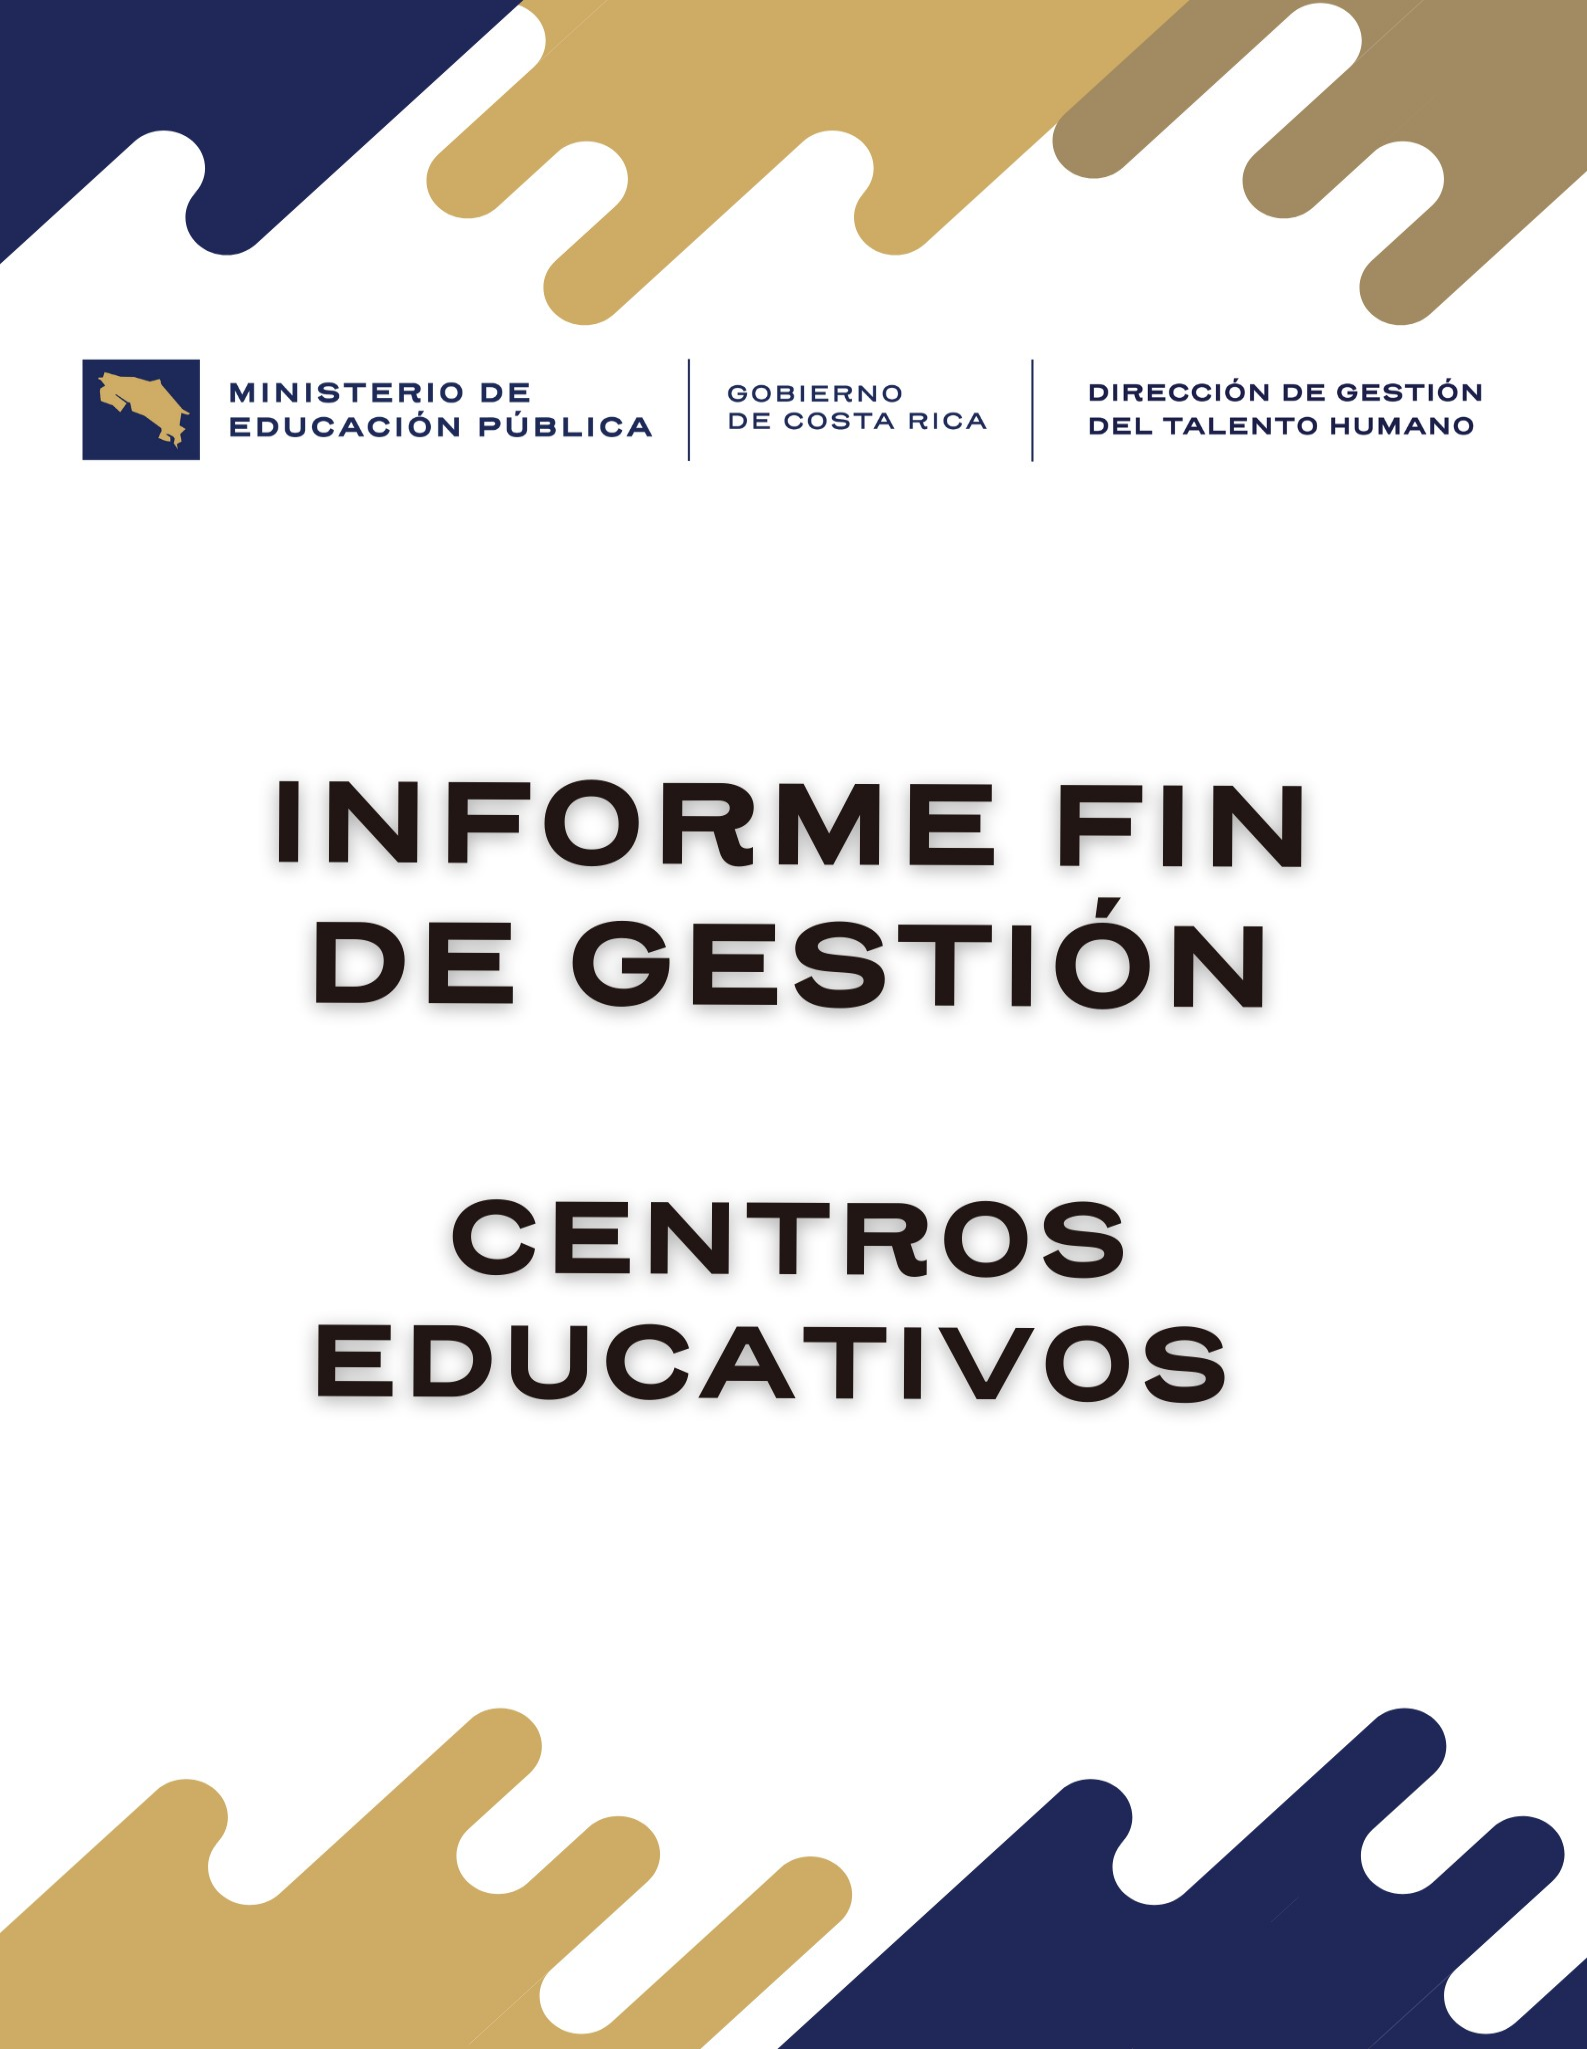 MINISTERIO DE
EDUCACIÓN PÚBLICA
GOBIERNO
DE COSTA RICA
DIRECCIÓN DE GESTIÓN
DEL TALENTO HUMANO
INFORME FIN
DE GESTIÓN
CENTROS
EDUCATIVOS